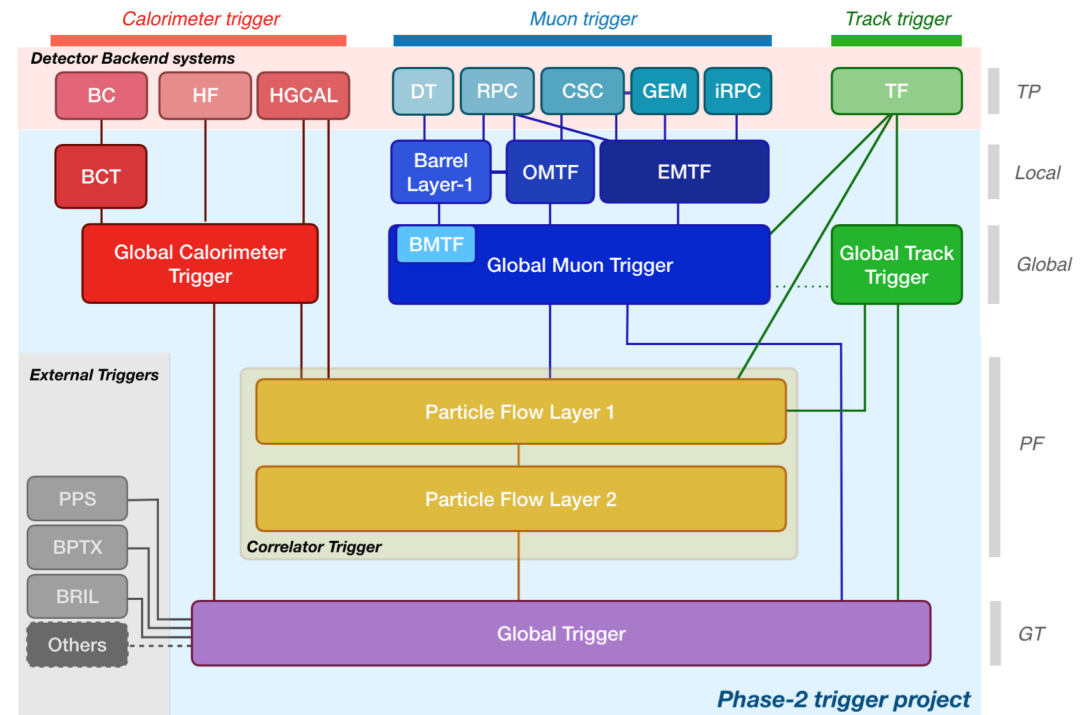 Calorimeter trigger
Muon trigger
Track trigger
Detector Backend systems
BC
HF
HGCAL
DT
RPC
CSC
GEM
iRPC
TF
TP
BCT
Barrel
Layer-1
OMTF
EMTF
Local
Global Calorimeter
Trigger
BMTF
Global Muon Trigger
Global Track
Trigger
Global
External Triggers
Particle Flow Layer 1
PF
Particle Flow Layer 2
Correlator Trigger
PPS
BPTX
BRIL
Others
Global Trigger
GT
Phase-2 trigger project